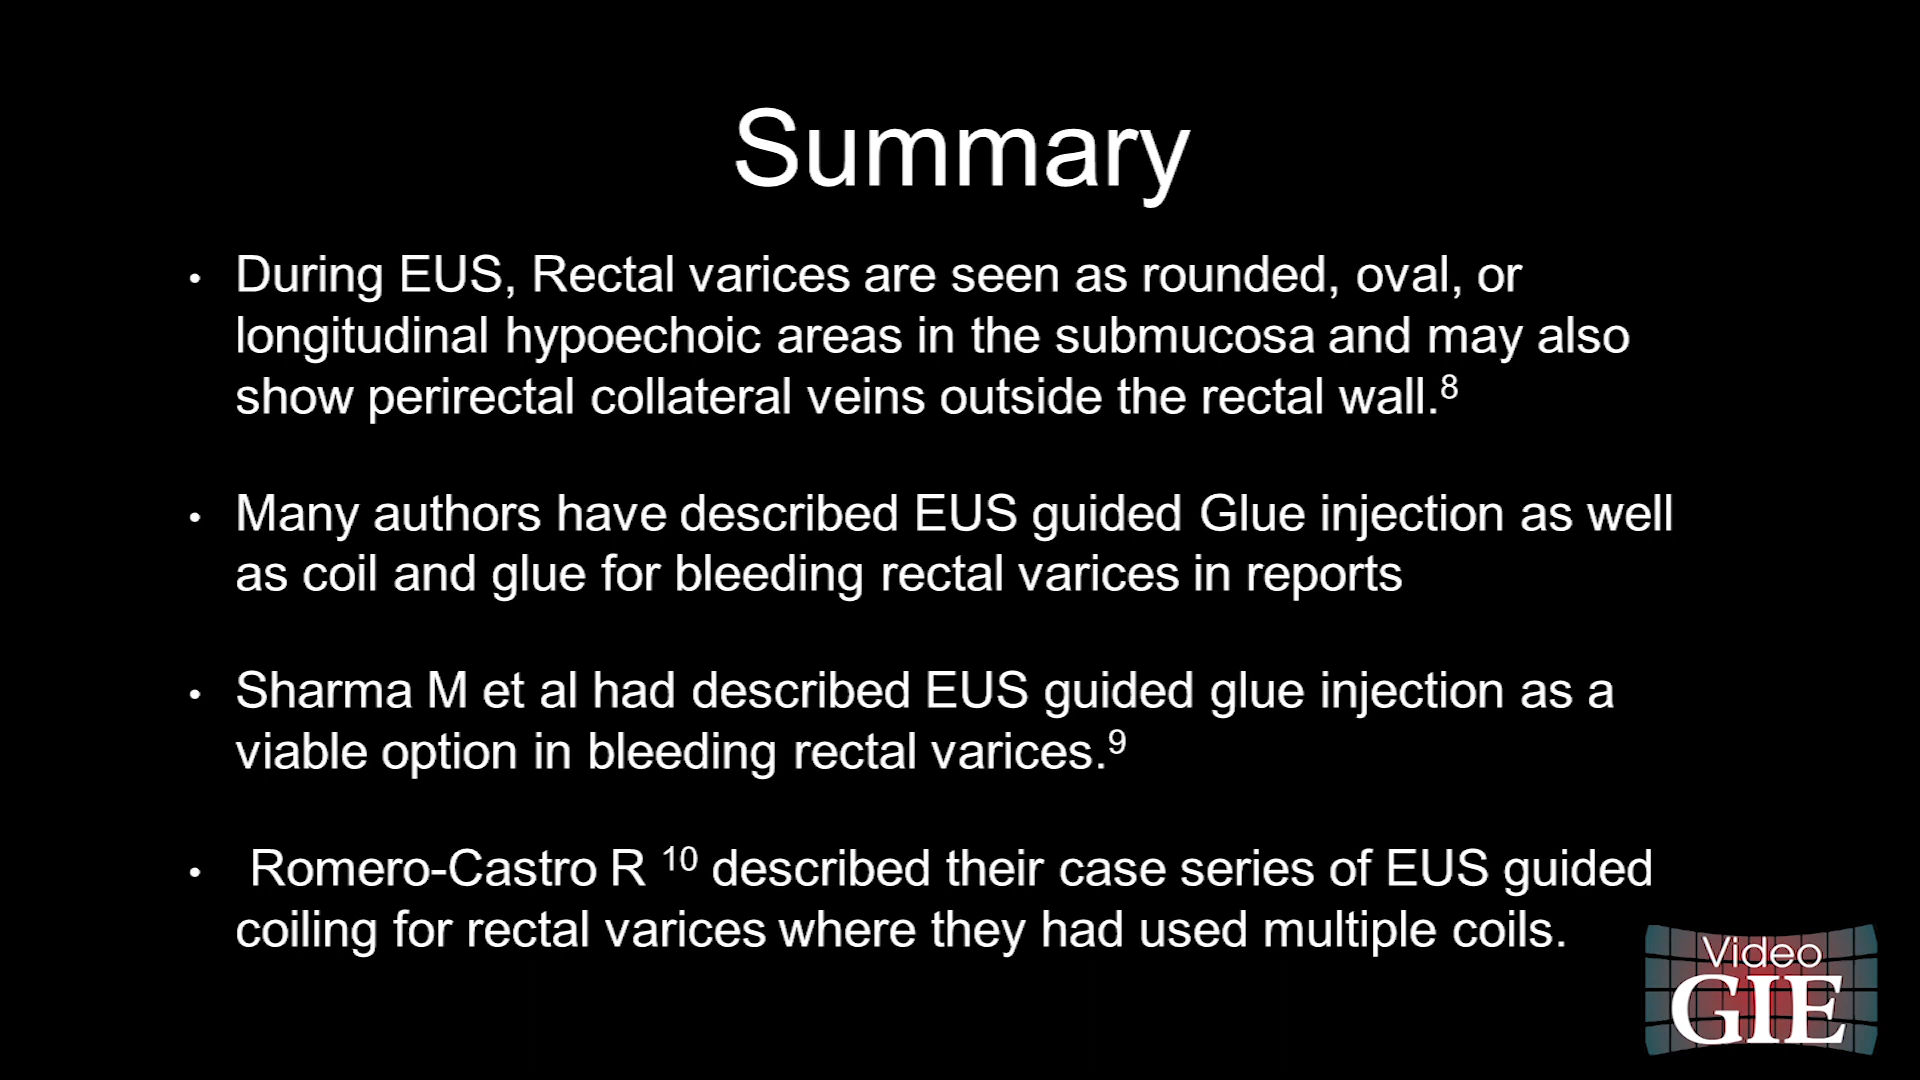 Summary
• During EUS, Rectal varices are seen as rounded, oval, or
longitudinal hypoechoic areas in the submucosa and may also
show perirectal collateral veins outside the rectal wall.⁸
• Many authors have described EUS guided Glue injection as well
as coil and glue for bleeding rectal varices in reports
• Sharma M et al had described EUS guided glue injection as a
viable option in bleeding rectal varices.⁹
• Romero-Castro R ¹⁰ described their case series of EUS guided
coiling for rectal varices where they had used multiple coils.
Video
GIE